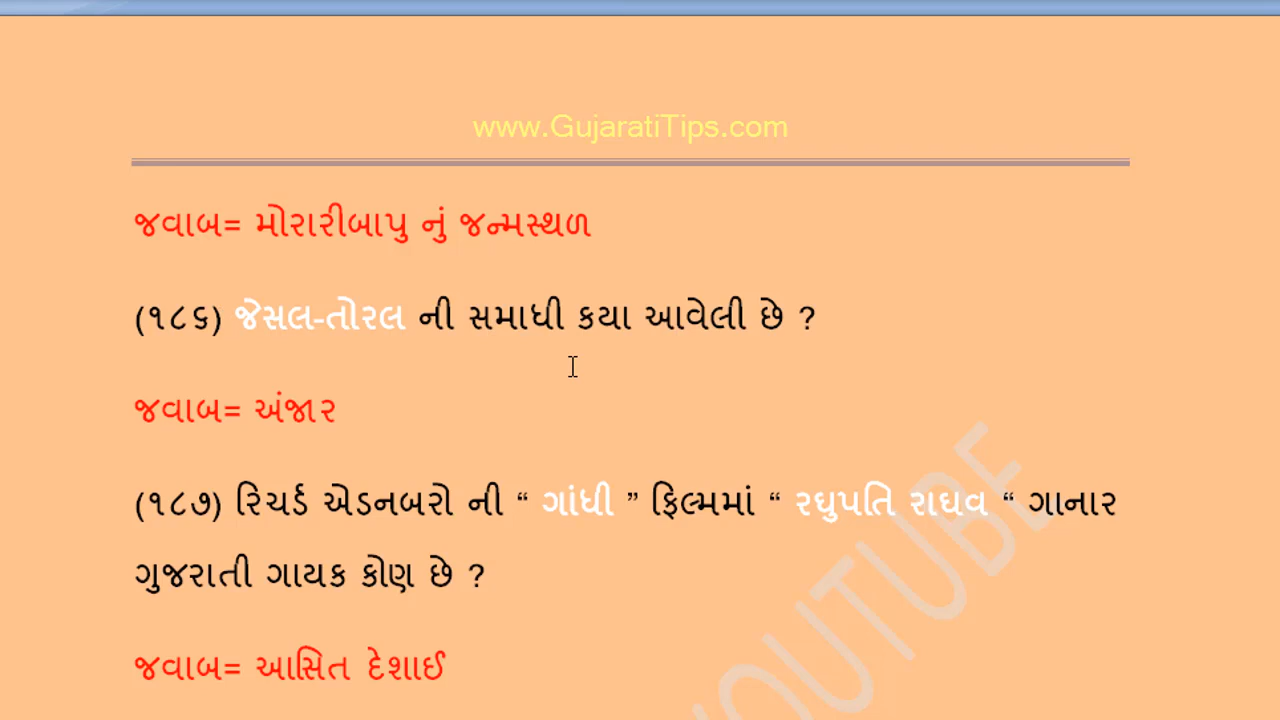 www.GujaratiTips.com
જવાબ= મોરારીબાપુ નું જન્મસ્થળ
(૧૮૬) જેસલ-તોરલ ની સમાધી કયા આવેલી છે ?
જવાબ= અંજાર
(૧૮૭) રિચર્ડ એડનબરો ની “ ગાંધી ” ફિલ્મમાં “ રઘુપતિ રાઘવ “ ગાનાર
ગુજરાતી ગાયક કોણ છે ?
જવાબ= આસિત દેશાઈ
YOUTUBE